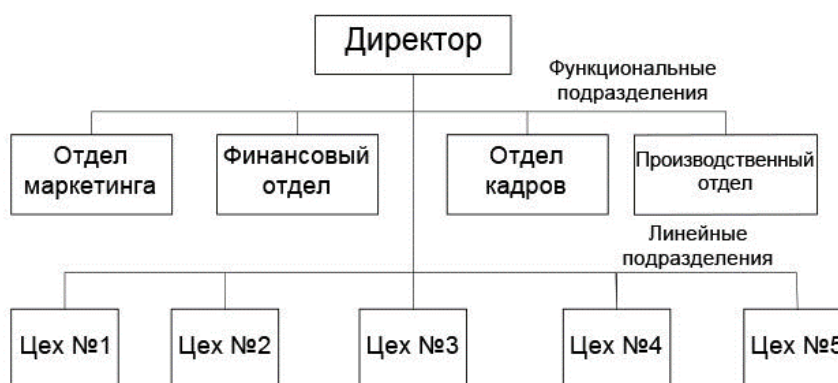 Директор
Функциональные
подразделения
Отдел
маркетинга
Финансовый
отдел
Отдел
кадров
Производственный
отдел
Линейные
подразделения
Цех №1
Цех №2
Цех №3
Цех №4
Цех №5